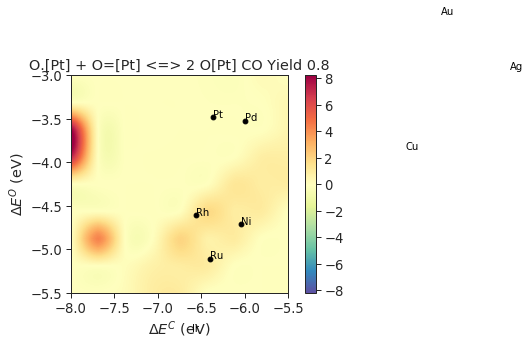 Au
Ag
Cu
O.[Pt] + O=[Pt] <=> 2 O[Pt] CO Yield 0.8
−3.0
−3.5
−4.0
−4.5
−5.0
−5.5
ΔE^O (eV)
Pt
Pd
Rh
Ni
Ru
−8.0 −7.5 −7.0 −6.5 −6.0 −5.5
ΔE^C (eV)
Ir
8
6
4
2
0
−2
−4
−6
−8